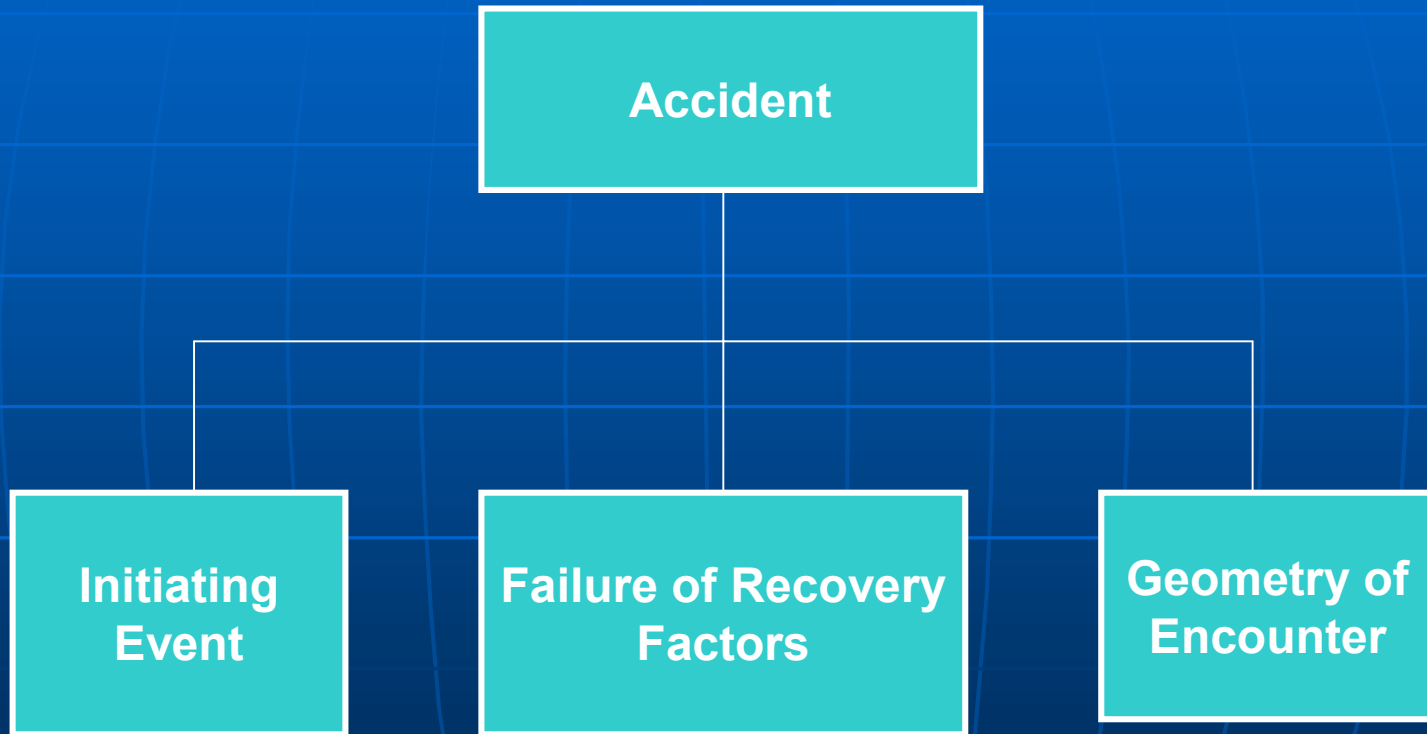 Accident
Initiating
Event
Failure of Recovery
Factors
Geometry of
Encounter